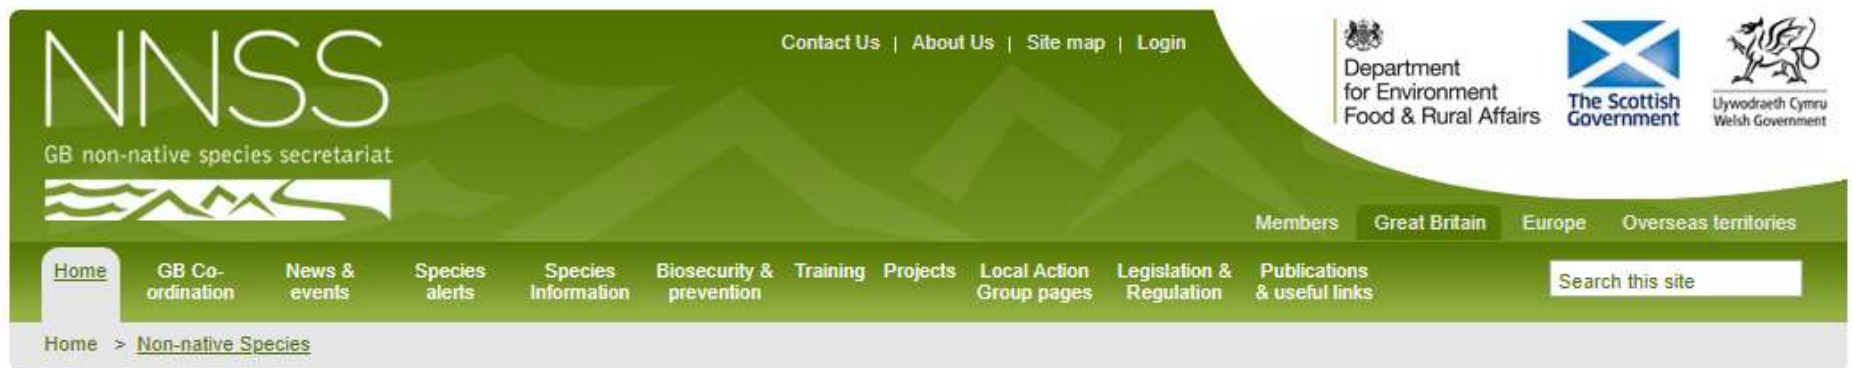 NNSS
GB non-native species secretariat
Contact Us | About Us | Site map | Login
Department
for Environment
Food & Rural Affairs
The Scottish
Government
Llywodraeth Cymru
Welsh Government
Members Great Britain Europe Overseas territories
Home
GB Co-
ordination
News &
events
Species
alerts
Species
Information
Biosecurity &
prevention
Training
Projects
Local Action
Group pages
Legislation &
Regulation
Publications
& useful links
Search this site
Home > Non-native Species